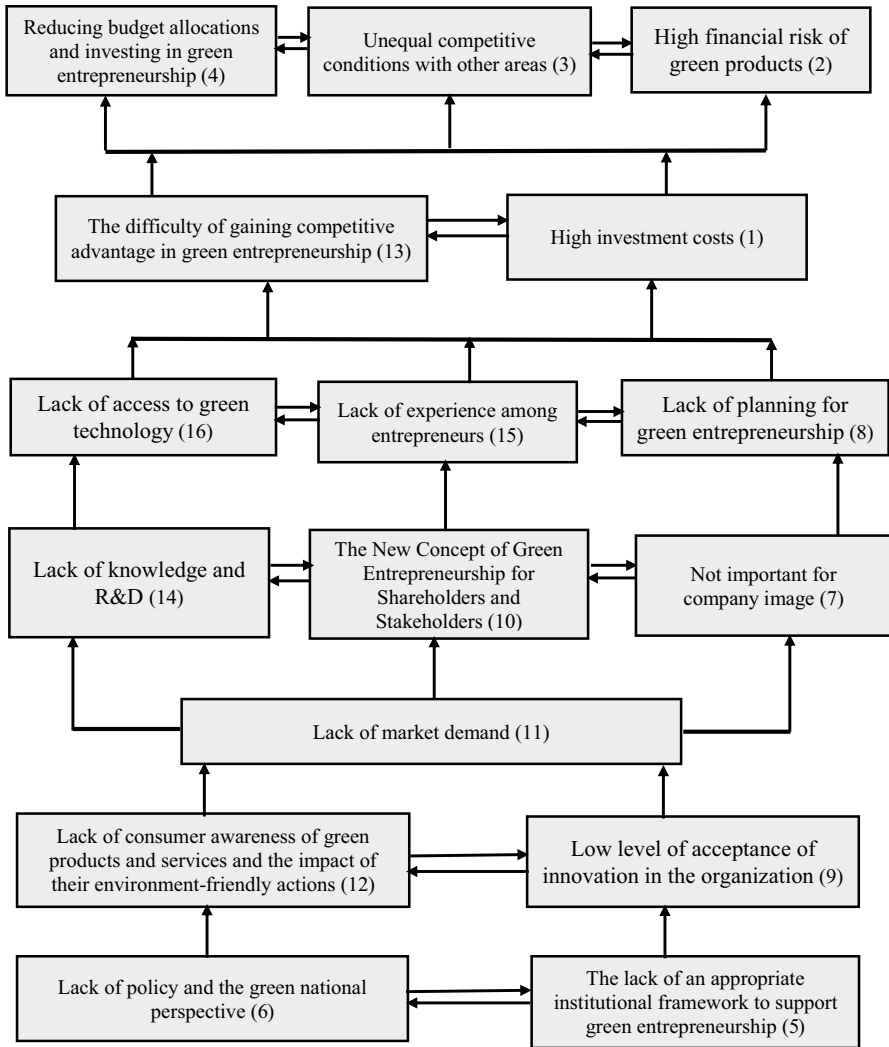 Reducing budget allocations
and investing in green
entrepreneurship (4)
Unequal competitive
conditions with other areas (3)
High financial risk of
green products (2)
The difficulty of gaining competitive
advantage in green entrepreneurship (13)
High investment costs (1)
Lack of access to green
technology (16)
Lack of experience among
entrepreneurs (15)
Lack of planning for
green entrepreneurship (8)
Lack of knowledge and
R&D (14)
The New Concept of Green
Entrepreneurship for
Shareholders and
Stakeholders (10)
Not important for
company image (7)
Lack of market demand (11)
Lack of consumer awareness of green
products and services and the impact of
their environment-friendly actions (12)
Low level of acceptance of
innovation in the organization (9)
Lack of policy and the green national
perspective (6)
The lack of an appropriate
institutional framework to support
green entrepreneurship (5)